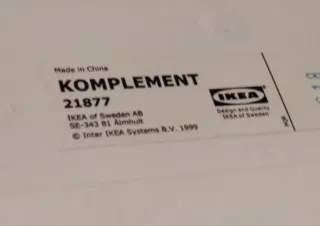 Made in China
KOMPLEMENT
21877
IKEA of Sweden AB
SE-343 81 Älmhult
© Inter IKEA Systems B.V. 1999
IKEA
Design and Quality
IKEA of Sweden